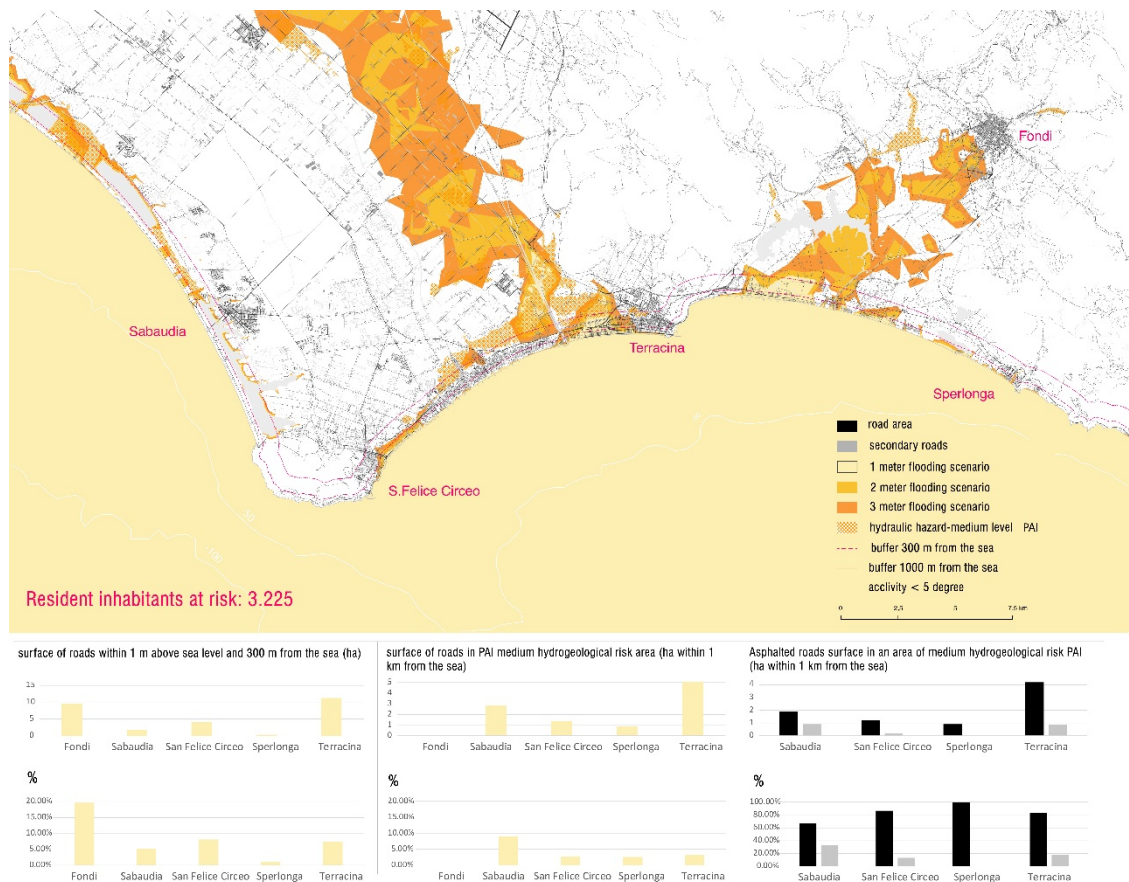 Fondi
Sabaudia
Terracina
Sperlonga
S.Felice Circeo
50
-100
road area
secondary roads
1 meter flooding scenario
2 meter flooding scenario
3 meter flooding scenario
hydraulic hazard-medium level PAI
buffer 300 m from the sea
buffer 1000 m from the sea
acclivity < 5 degree
0 2,5 5 7.5 km
Resident inhabitants at risk: 3.225
surface of roads within 1 m above sea level and 300 m from the sea (ha)
15
10
5
0
Fondi Sabaudia San Felice Circeo Sperlonga Terracina
%
20.00%
15.00%
10.00%
5.00%
0.00%
Fondi Sabaudia San Felice Circeo Sperlonga Terracina
surface of roads in PAI medium hydrogeological risk area (ha within 1
km from the sea)
5
4
3
2
1
0
Fondi Sabaudia San Felice Circeo Sperlonga Terracina
%
20.00%
15.00%
10.00%
5.00%
0.00%
Fondi Sabaudia San Felice Circeo Sperlonga Terracina
Asphalted roads surface in an area of medium hydrogeological risk PAI
(ha within 1 km from the sea)
4
3
2
1
0
Sabaudia San Felice Circeo Sperlonga Terracina
%
100.00%
80.00%
60.00%
40.00%
20.00%
0.00%
Sabaudia San Felice Circeo Sperlonga Terracina